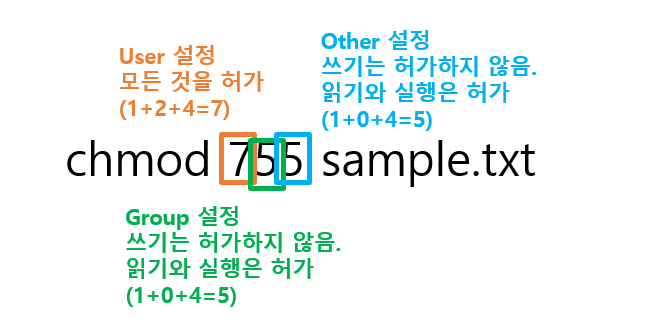 User 설정
모든 것을 허가
(1+2+4=7)
Other 설정
쓰기는 허가하지 않음.
읽기와 실행은 허가
(1+0+4=5)
chmod 755 sample.txt
Group 설정
쓰기는 허가하지 않음.
읽기와 실행은 허가
(1+0+4=5)